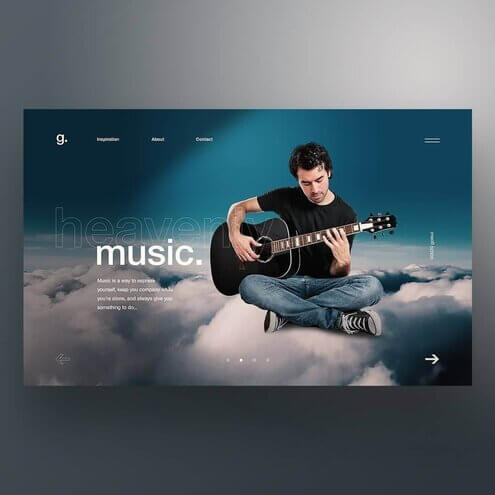 g.
Inspiration
About
Contact
heavenly
music.
Music is a way to express
yourself, keep you company while
you're alone, and always give you
something to do...